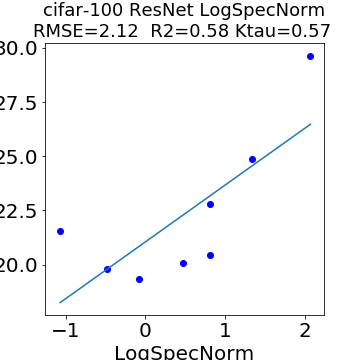 cifar-100 ResNet LogSpecNorm
RMSE=2.12 R2=0.58 Ktau=0.57
30.0
27.5
25.0
22.5
20.0
−1 0 1 2
LogSpecNorm